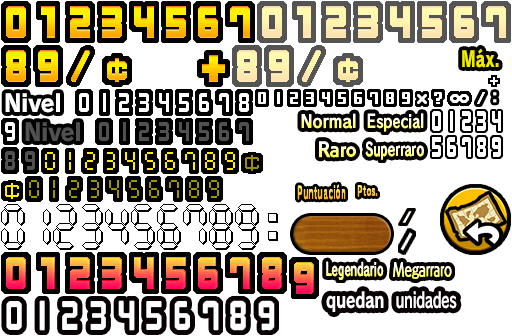 01234567 01234567
89/¢ +89/¢
Máx.
+
Nivel 012345678 0123456789×?∞/:
9 Nivel 01234567
Normal Especial 01234
89 0123456789¢
Raro Superraro 56789
¢0123456789
Puntuación Ptos.
0123456789:
/
/
0123456789
Legendario Megarraro
0123456789
quedan unidades